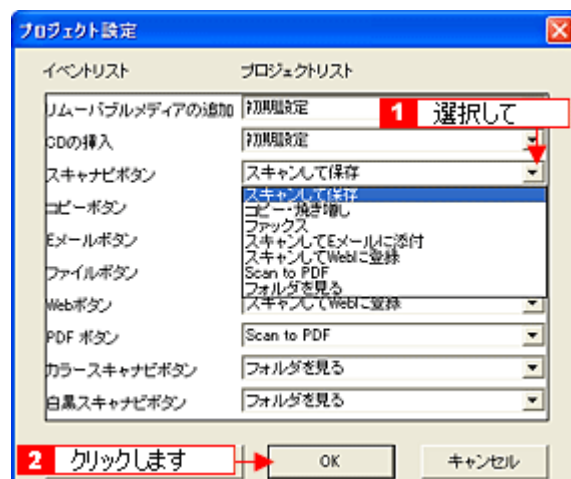 プロジェクト設定
イベントリスト プロジェクトリスト
リムーバブルメディアの追加 初期設定
1 選択して
CDの挿入 初期設定
スキャナビボタン スキャンして保存
スキャンして保存
コピーボタン コピー・焼き増し
ファックス
Eメールボタン スキャンしてEメールに添付
スキャンしてWebに登録
ファイルボタン Scan to PDF
フォルダを見る
Webボタン スキャンしてWebに登録
PDF ボタン Scan to PDF
カラースキャナビボタン フォルダを見る
白黒スキャナビボタン フォルダを見る
2 クリックします OK キャンセル